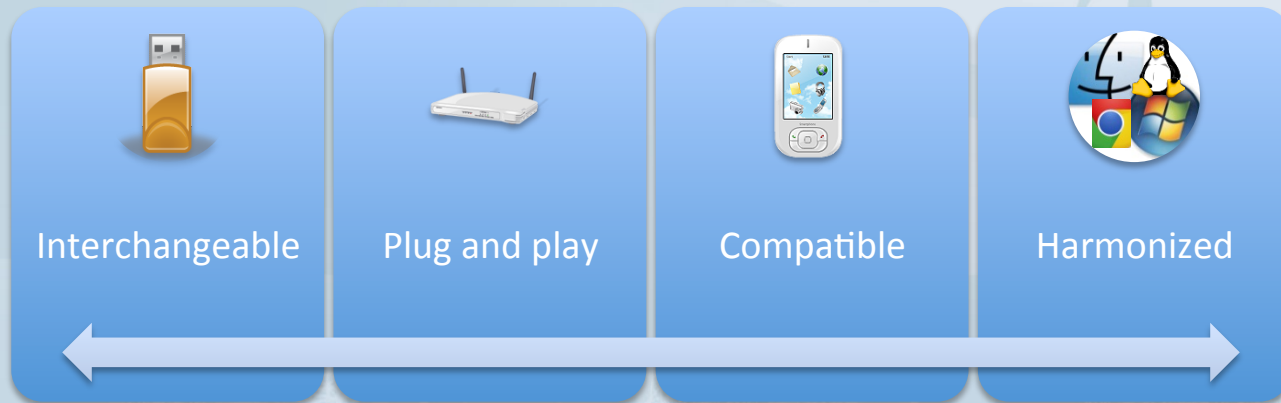 Interchangeable
Plug and play
Compatible
Harmonized